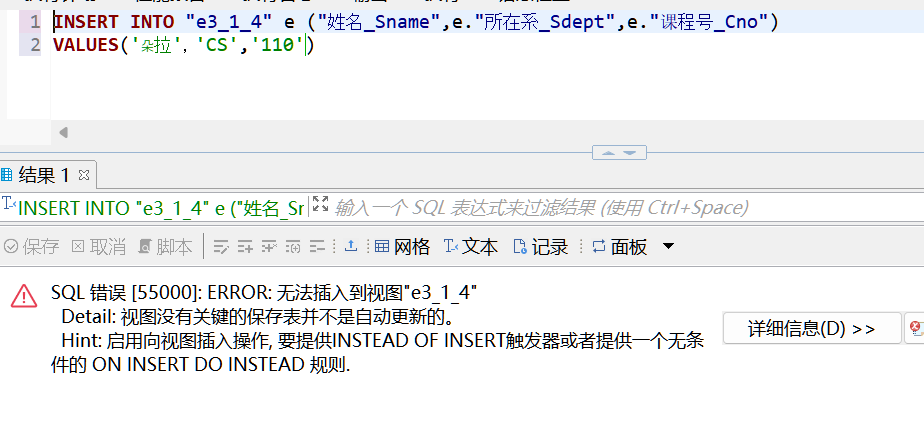 1 INSERT INTO "e3_1_4" e ("姓名_Sname",e."所在系_Sdept",e."课程号_Cno")
2 VALUES('朵拉','CS','110')
结果 1
INSERT INTO "e3_1_4" e ("姓名_Sr 输入一个 SQL 表达式来过滤结果 (使用 Ctrl+Space)
保存 取消 脚本 网格 文本 记录 面板
SQL 错误 [55000]: ERROR: 无法插入到视图"e3_1_4"
Detail: 视图没有关键的保存表并不是自动更新的。
Hint: 启用向视图插入操作, 要提供INSTEAD OF INSERT触发器或者提供一个无条
件的 ON INSERT DO INSTEAD 规则.
详细信息(D) >>